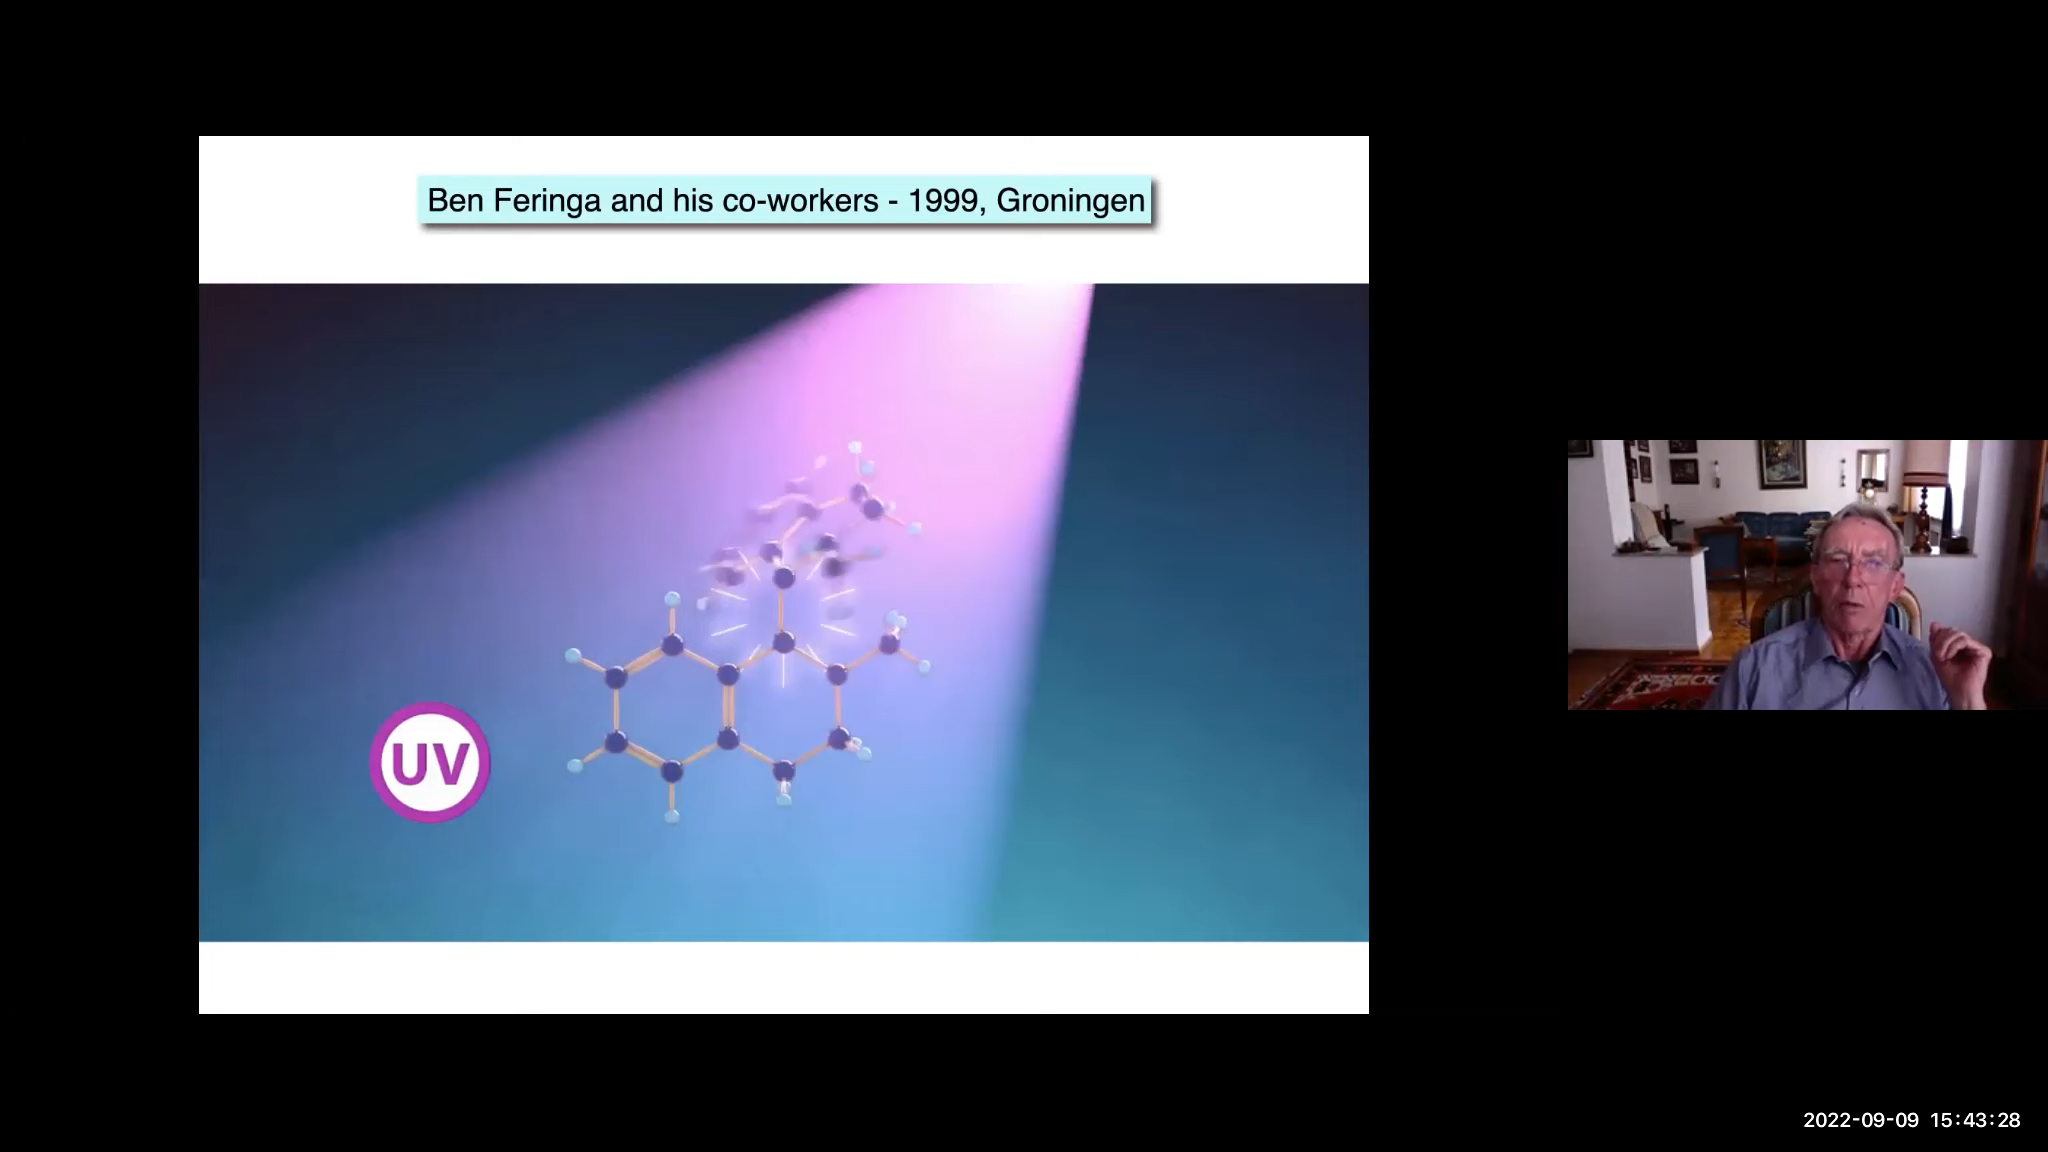 Ben Feringa and his co-workers - 1999, Groningen
UV
2022-09-09 15:43:28